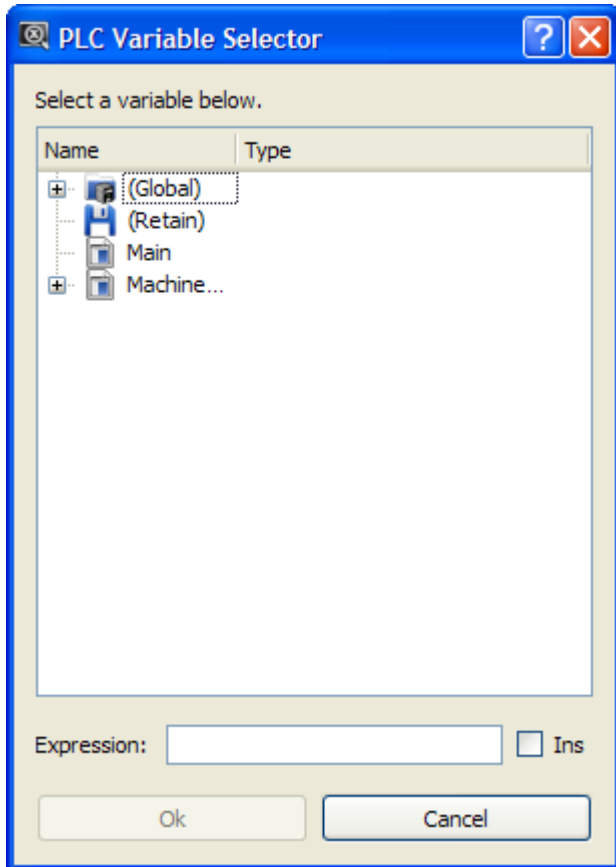 PLC Variable Selector
Select a variable below.
Name Type
(Global)
(Retain)
Main
Machine...
Expression: Ins
Ok Cancel